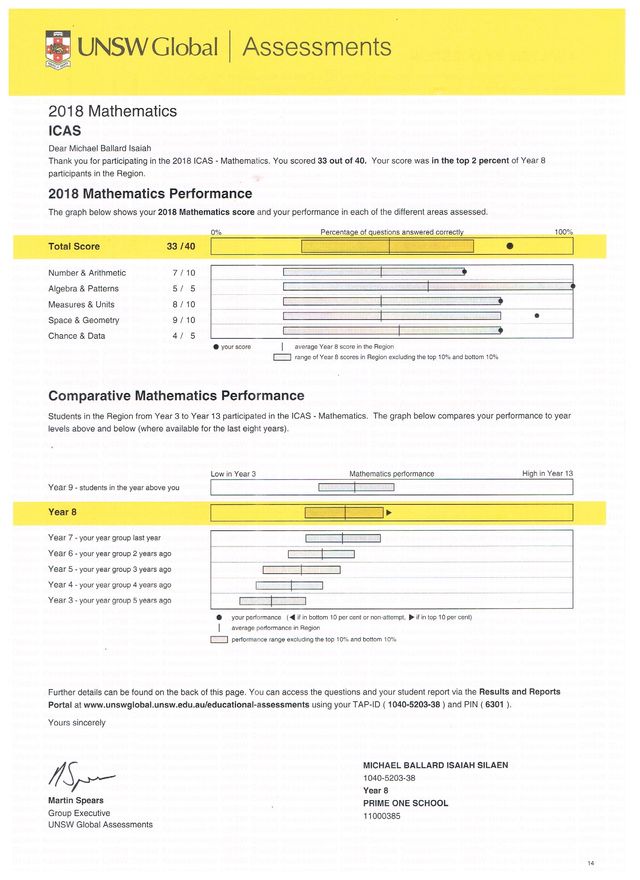 UNSW Global | Assessments
2018 Mathematics
ICAS
Dear Michael Ballard Isaiah
Thank you for participating in the 2018 ICAS - Mathematics. You scored 33 out of 40. Your score was in the top 2 percent of Year 8
participants in the Region.
2018 Mathematics Performance
The graph below shows your 2018 Mathematics score and your performance in each of the different areas assessed.
0% Percentage of questions answered correctly 100%
Total Score 33 / 40
Number & Arithmetic 7 / 10
Algebra & Patterns 5 / 5
Measures & Units 8 / 10
Space & Geometry 9 / 10
Chance & Data 4 / 5
● your score | average Year 8 score in the Region
range of Year 8 scores in Region excluding the top 10% and bottom 10%
Comparative Mathematics Performance
Students in the Region from Year 3 to Year 13 participated in the ICAS - Mathematics. The graph below compares your performance to year
levels above and below (where available for the last eight years).
Low in Year 3 Mathematics performance High in Year 13
Year 9 - students in the year above you
Year 8
Year 7 - your year group last year
Year 6 - your year group 2 years ago
Year 5 - your year group 3 years ago
Year 4 - your year group 4 years ago
Year 3 - your year group 5 years ago
● your performance (◀ if in bottom 10 per cent or non-attempt, ▶ if in top 10 per cent)
| average performance in Region
performance range excluding the top 10% and bottom 10%
Further details can be found on the back of this page. You can access the questions and your student report via the Results and Reports
Portal at www.unswglobal.unsw.edu.au/educational-assessments using your TAP-ID ( 1040-5203-38 ) and PIN ( 6301 ).
Yours sincerely
Martin Spears
Group Executive
UNSW Global Assessments
MICHAEL BALLARD ISAIAH SILAEN
1040-5203-38
Year 8
PRIME ONE SCHOOL
11000385
14